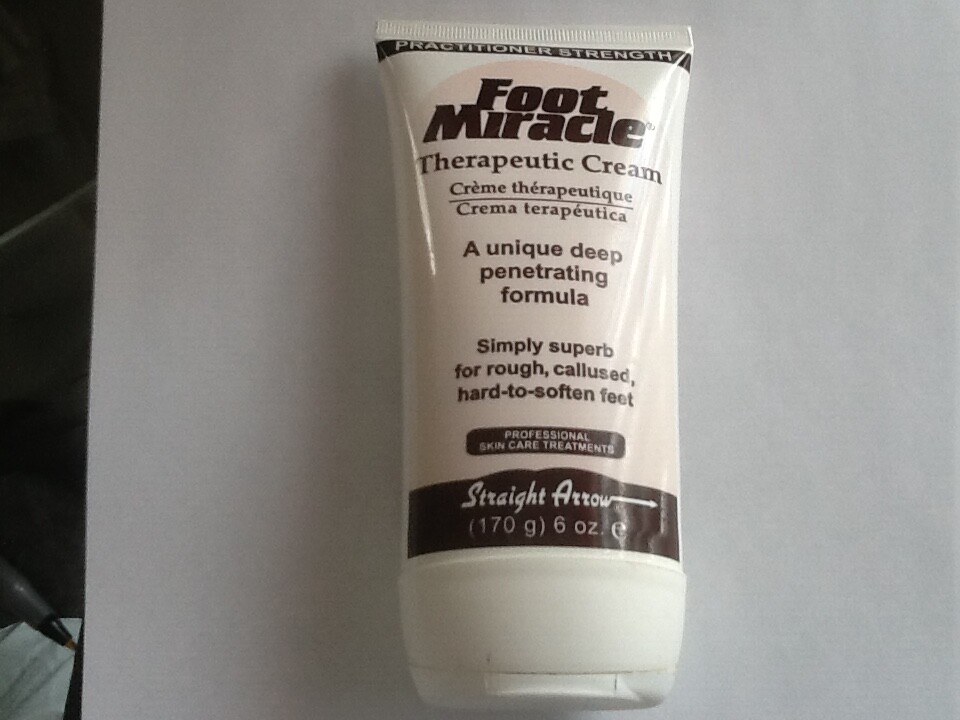 PRACTITIONER STRENGTH
Foot
Miracle
Therapeutic Cream
Crème thérapeutique
Crema terapéutica
A unique deep
penetrating
formula
Simply superb
for rough, callused,
hard-to-soften feet
PROFESSIONAL
SKIN CARE TREATMENTS
Straight Arrow
(170 g) 6 oz. e